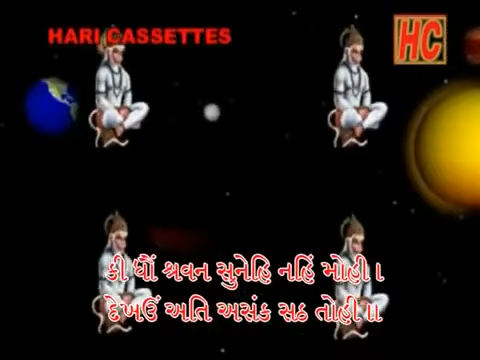 HARI CASSETTES
HC
કી ધૌં શ્રવન સુનેહિ નહિં મોહી।
દેખઉઁ અતિ અસંક સઠ તોહી॥